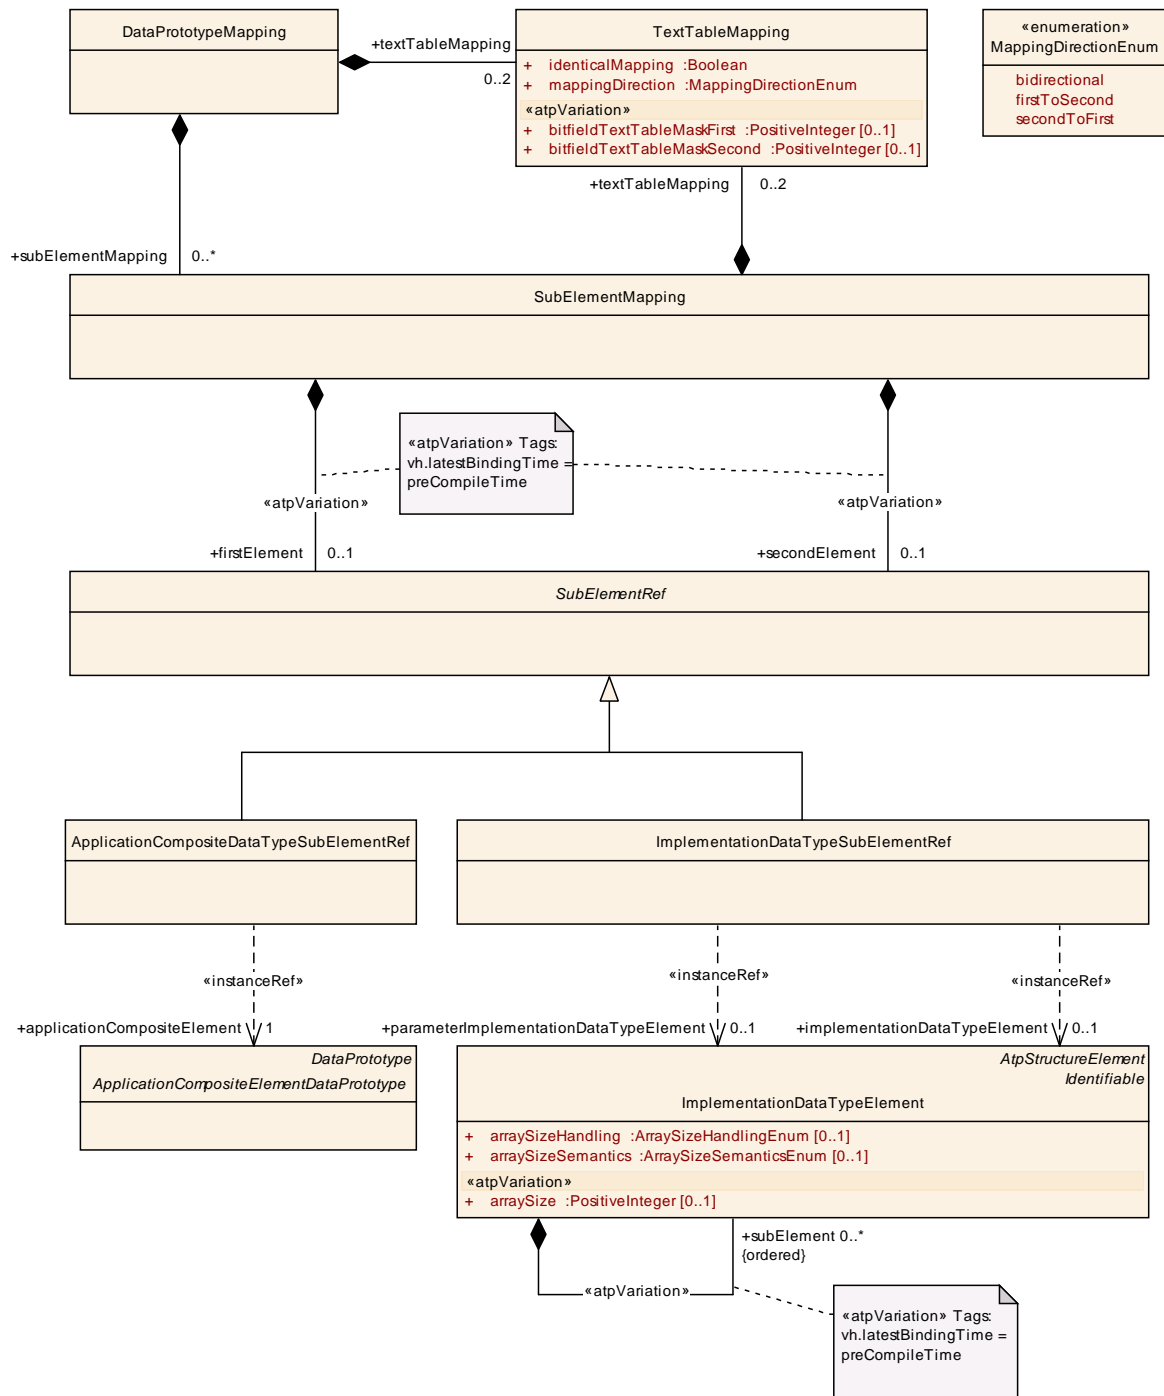 DataPrototypeMapping
+textTableMapping
0..2
TextTableMapping
+ identicalMapping :Boolean
+ mappingDirection :MappingDirectionEnum
«atpVariation»
+ bitfieldTextTableMaskFirst :PositiveInteger [0..1]
+ bitfieldTextTableMaskSecond :PositiveInteger [0..1]
«enumeration»
MappingDirectionEnum
bidirectional
firstToSecond
secondToFirst
+textTableMapping 0..2
+subElementMapping 0..*
SubElementMapping
«atpVariation» Tags:
vh.latestBindingTime =
preCompileTime
«atpVariation»
«atpVariation»
+firstElement 0..1
+secondElement 0..1
SubElementRef
ApplicationCompositeDataTypeSubElementRef
ImplementationDataTypeSubElementRef
«instanceRef»
«instanceRef»
«instanceRef»
+applicationCompositeElement 1
+parameterImplementationDataTypeElement 0..1
+implementationDataTypeElement 0..1
DataPrototype
ApplicationCompositeElementDataPrototype
AtpStructureElement
Identifiable
ImplementationDataTypeElement
+ arraySizeHandling :ArraySizeHandlingEnum [0..1]
+ arraySizeSemantics :ArraySizeSemanticsEnum [0..1]
«atpVariation»
+ arraySize :PositiveInteger [0..1]
+subElement 0..*
{ordered}
«atpVariation»
«atpVariation» Tags:
vh.latestBindingTime =
preCompileTime